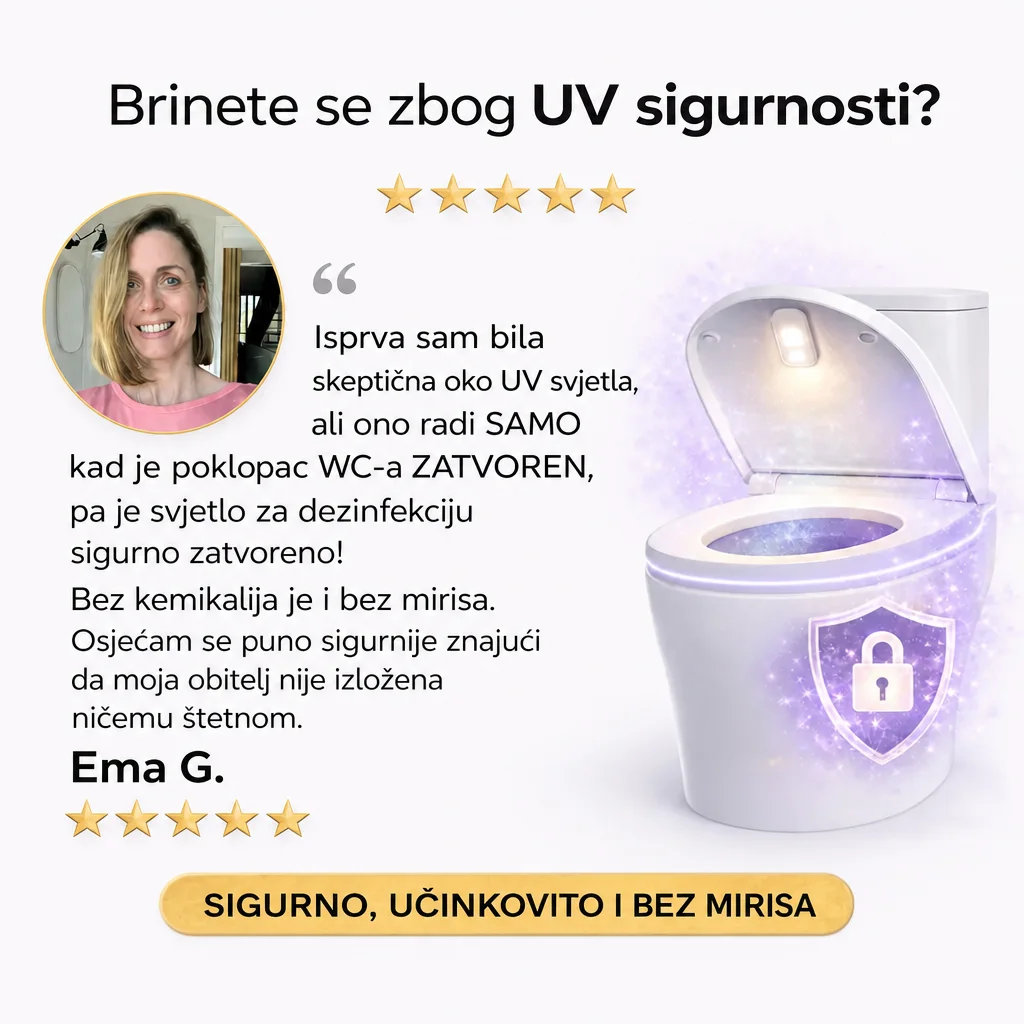 Brinete se zbog UV sigurnosti?
“
Isprva sam bila
skeptična oko UV svjetla,
ali ono radi SAMO
kad je poklopac WC-a ZATVOREN,
pa je svjetlo za dezinfekciju
sigurno zatvoreno!
Bez kemikalija je i bez mirisa.
Osjećam se puno sigurnije znajući
da moja obitelj nije izložena
ničemu štetnom.
Ema G.
SIGURNO, UČINKOVITO I BEZ MIRISA